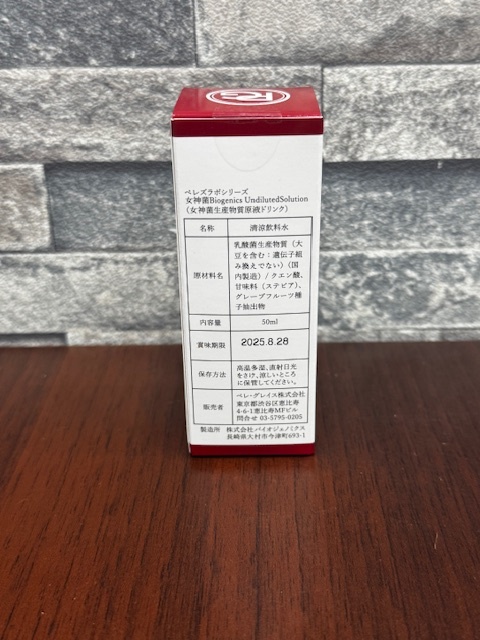 PG
ベレズラボシリーズ
女神菌Biogenics UndilutedSolution
(女神菌生産物質原液ドリンク)
名称 清涼飲料水
原材料名 乳酸菌生産物質(大
豆を含む:遺伝子組
み換えでない)(国
内製造)/クエン酸、
甘味料(ステビア)、
グレープフルーツ種
子抽出物
内容量 50ml
賞味期限 2025.8.28
保存方法 高温多湿、直射日光
をさけ、涼しいところ
に保管してください。
販売者 ベレ・グレイス株式会社
東京都渋谷区恵比寿
4-6-1恵比寿MFビル
問合せ 03-5795-0205
製造所 株式会社 バイオジェノミクス
長崎県大村市今津町693-1